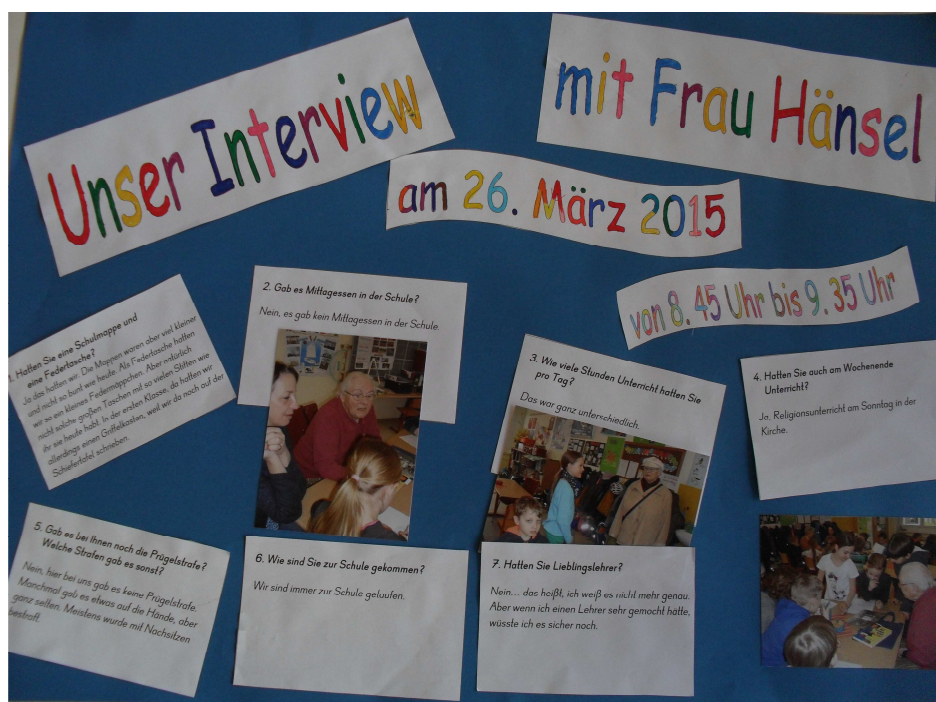 Unser Interview
mit Frau Hänsel
am 26. März 2015
von 8.45 Uhr bis 9.35 Uhr
1. Hatten Sie eine Schulmappe und
eine Federtasche?
Ja das hatten wir. Die Mappen waren aber viel kleiner
und nicht so bund wie heute. Als Federtasche hatten
wir so ein kleines Federmäppchen. Aber natürlich
nicht solche großen Taschen mit so vielen Stiften wie
ihr sie heute habt. In der ersten Klasse, da hatten wir
allerdings einen Griffelkasten, weil wir da noch auf der
Schiefertafel schrieben.
2. Gab es Mittagessen in der Schule?
Nein, es gab kein Mittagessen in der Schule.
3. Wie viele Stunden Unterricht hatten Sie
pro Tag?
Das war ganz unterschiedlich.
4. Hatten Sie auch am Wochenende
Unterricht?
Ja, Religionsunterricht am Sonntag in der
Kirche.
5. Gab es bei Ihnen noch die Prügelstrafe?
Welche Strafen gab es sonst?
Nein, hier bei uns gab es keine Prügelstrafe.
Manchmal gab es etwas auf die Hände, aber
ganz selten. Meistens wurde mit Nachsitzen
bestraft.
6. Wie sind Sie zur Schule gekommen?
Wir sind immer zur Schule gelaufen.
7. Hatten Sie Lieblingslehrer?
Nein... das heißt, ich weiß es nicht mehr genau.
Aber wenn ich einen Lehrer sehr gemocht hätte,
wüsste ich es sicher noch.